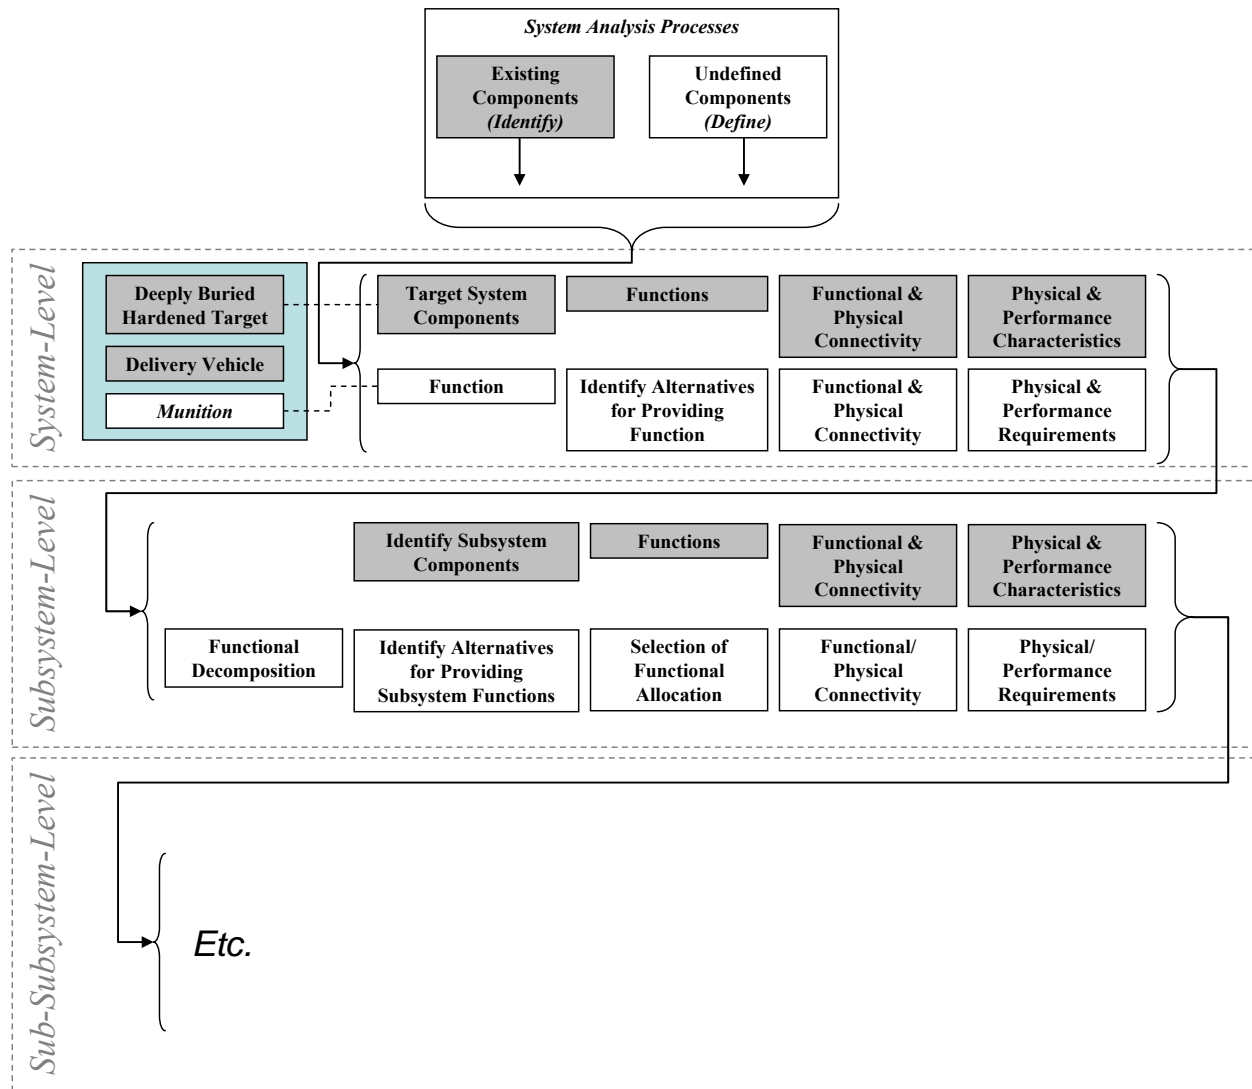 System Analysis Processes
Existing
Components
(Identify)
Undefined
Components
(Define)
System-Level
Deeply Buried
Hardened Target
Delivery Vehicle
Munition
Target System
Components
Functions
Functional &
Physical
Connectivity
Physical &
Performance
Characteristics
Function
Identify Alternatives
for Providing
Function
Functional &
Physical
Connectivity
Physical &
Performance
Requirements
Subsystem-Level
Identify Subsystem
Components
Functions
Functional &
Physical
Connectivity
Physical &
Performance
Characteristics
Functional
Decomposition
Identify Alternatives
for Providing
Subsystem Functions
Selection of
Functional
Allocation
Functional/
Physical
Connectivity
Physical/
Performance
Requirements
Sub-Subsystem-Level
Etc.